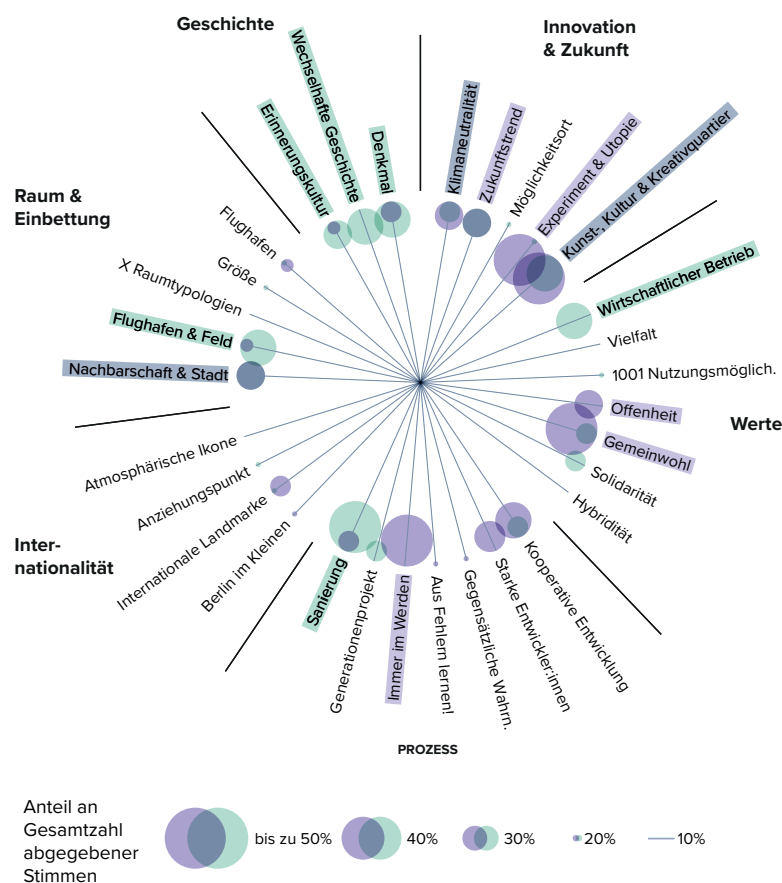 Geschichte
Innovation
& Zukunft
Wechselhafte Geschichte
Erinnerungskultur
Denkmal
Klimaneutralität
Zukunftstrend
Möglichkeitsort
Experiment & Utopie
Kunst-, Kultur & Kreativquartier
Raum &
Einbettung
Flughafen
Größe
X Raumtypologien
Flughafen & Feld
Nachbarschaft & Stadt
Wirtschaftlicher Betrieb
Vielfalt
1001 Nutzungsmöglich.
Offenheit
Werte
Gemeinwohl
Solidarität
Hybridität
Atmosphärische Ikone
Anziehungspunkt
Internationale Landmarke
Berlin im Kleinen
Inter-
nationalität
Sanierung
Generationenprojekt
Immer im Werden
Aus Fehlern lernen!
Gegensätzliche Wahrn.
Starke Entwickler:innen
Kooperative Entwicklung
PROZESS
Anteil an
Gesamtzahl
abgegebener
Stimmen
bis zu 50%
40%
30%
20%
10%